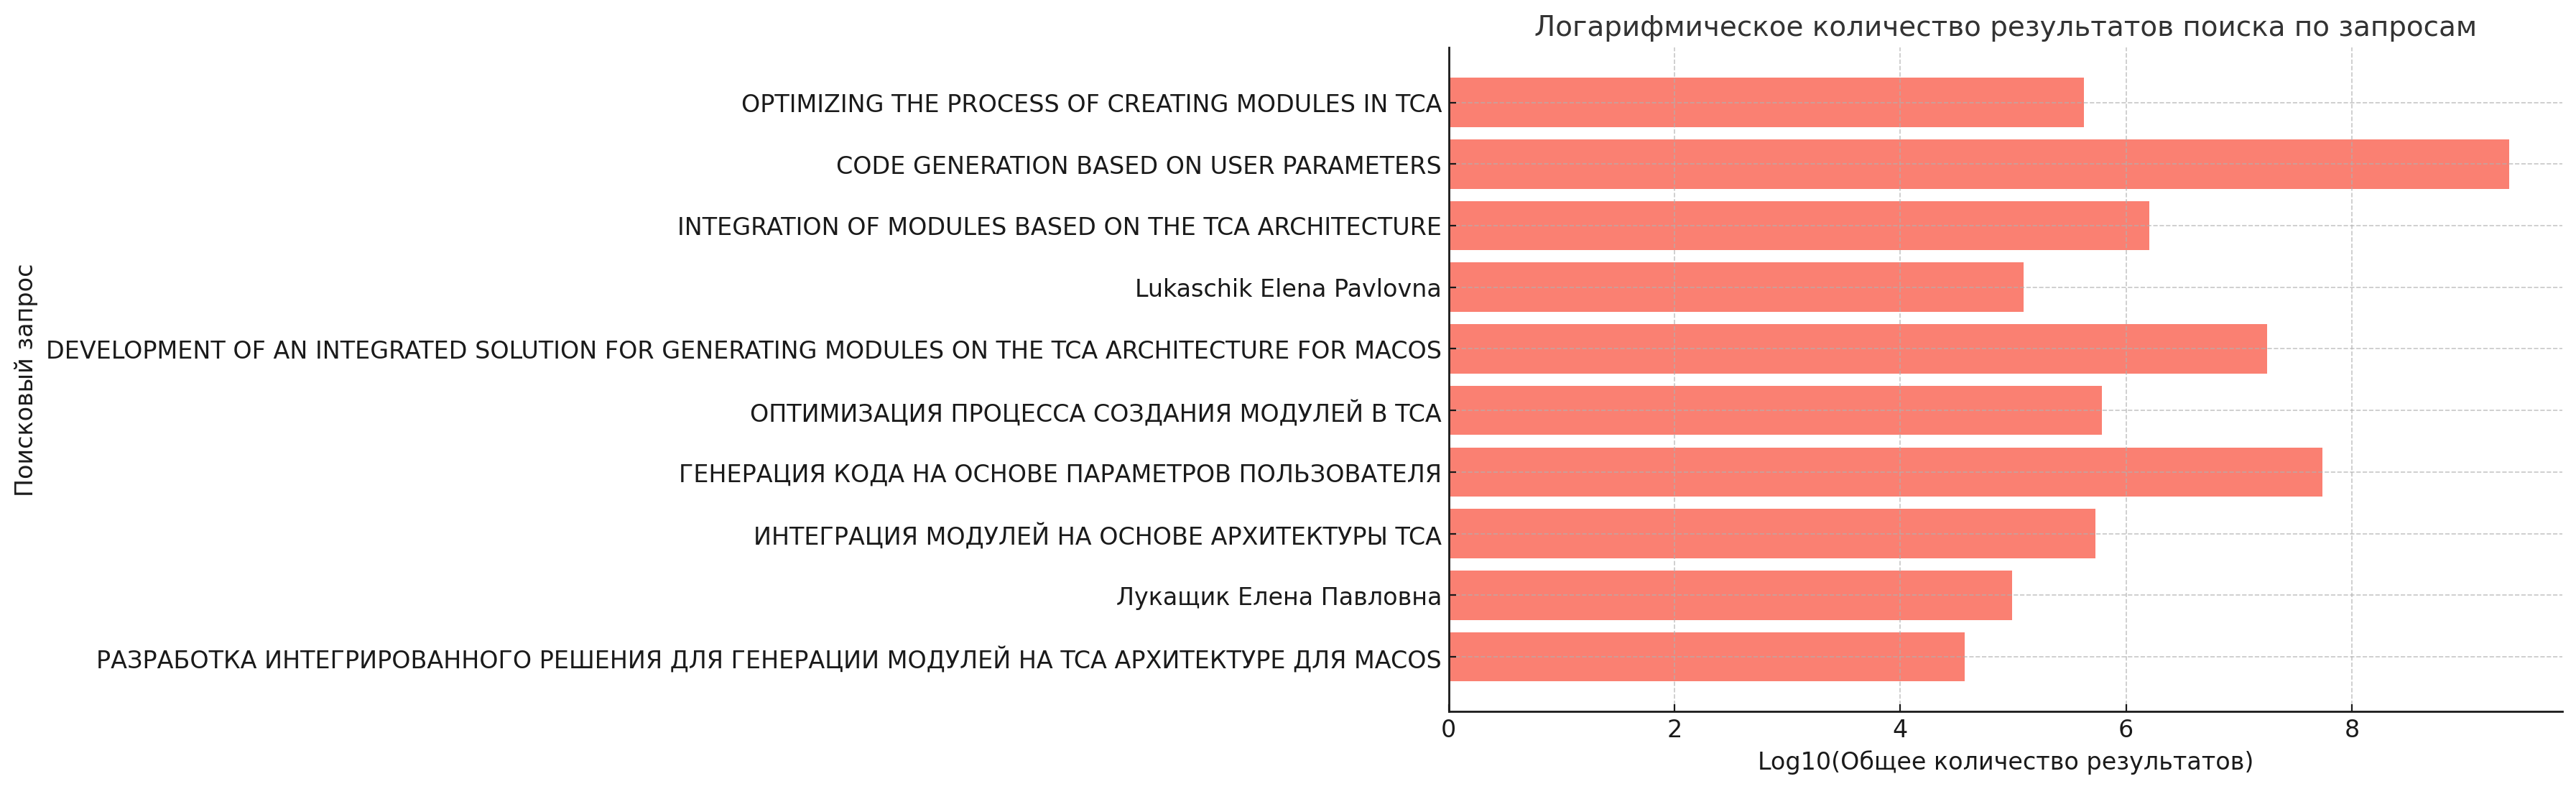 Логарифмическое количество результатов поиска по запросам
OPTIMIZING THE PROCESS OF CREATING MODULES IN TCA
CODE GENERATION BASED ON USER PARAMETERS
INTEGRATION OF MODULES BASED ON THE TCA ARCHITECTURE
Lukaschik Elena Pavlovna
DEVELOPMENT OF AN INTEGRATED SOLUTION FOR GENERATING MODULES ON THE TCA ARCHITECTURE FOR MACOS
ОПТИМИЗАЦИЯ ПРОЦЕССА СОЗДАНИЯ МОДУЛЕЙ В TCA
ГЕНЕРАЦИЯ КОДА НА ОСНОВЕ ПАРАМЕТРОВ ПОЛЬЗОВАТЕЛЯ
ИНТЕГРАЦИЯ МОДУЛЕЙ НА ОСНОВЕ АРХИТЕКТУРЫ TCA
Лукащик Елена Павловна
РАЗРАБОТКА ИНТЕГРИРОВАННОГО РЕШЕНИЯ ДЛЯ ГЕНЕРАЦИИ МОДУЛЕЙ НА TCA АРХИТЕКТУРЕ ДЛЯ MACOS
Поисковый запрос
0 2 4 6 8
Log10(Общее количество результатов)